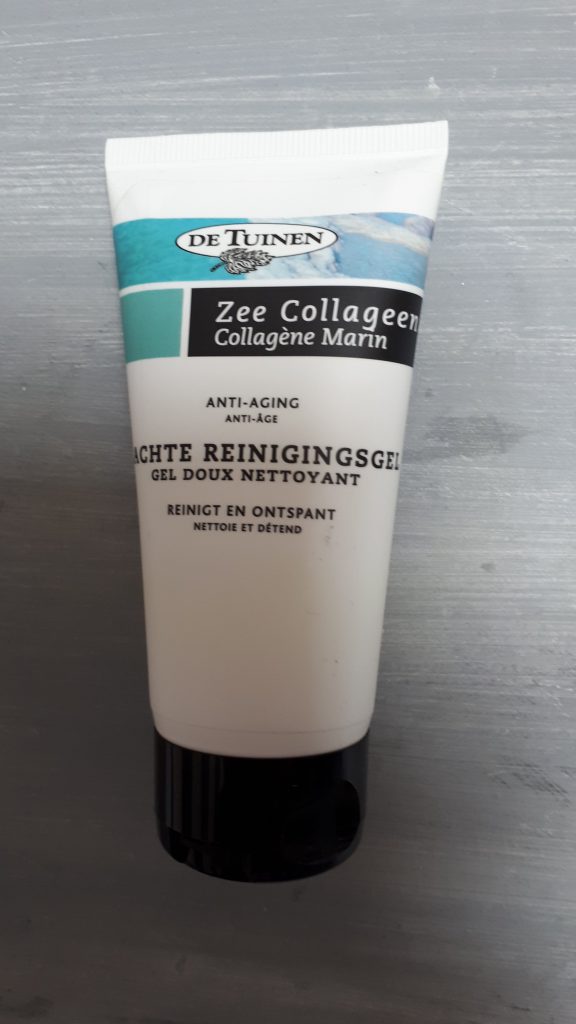 DE TUINEN
Zee Collageen
Collagène Marin
ANTI-AGING
ANTI-ÂGE
ACHTE REINIGINGSGEL
GEL DOUX NETTOYANT
REINIGT EN ONTSPANT
NETTOIE ET DÉTEND